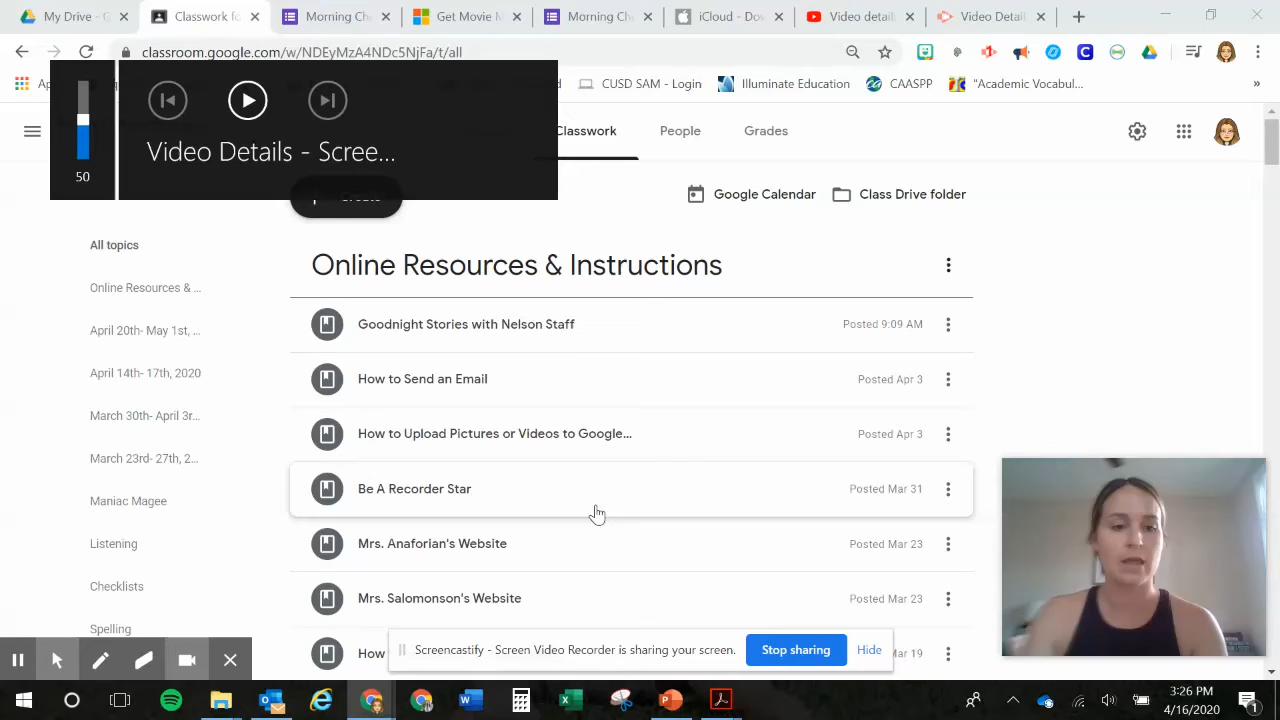 My Drive - G
Classwork for
Morning Ch
Get Movie M
Morning Ch
iCloud - Do
Video detail
Video Detai
classroom.google.com/w/NDEyMzA4NDc5NjFa/t/all
Ap
CUSD SAM - Login
Illuminate Education
CAASPP
"Academic Vocabul...
»
Video Details - Scree...
50
Classwork
People
Grades
Create
Google Calendar
Class Drive folder
All topics
Online Resources & ...
April 20th- May 1st, ...
April 14th- 17th, 2020
March 30th- April 3r...
March 23rd- 27th, 2...
Maniac Magee
Listening
Checklists
Spelling
Online Resources & Instructions
Goodnight Stories with Nelson Staff
Posted 9:09 AM
How to Send an Email
Posted Apr 3
How to Upload Pictures or Videos to Google...
Posted Apr 3
Be A Recorder Star
Posted Mar 31
Mrs. Anaforian's Website
Posted Mar 23
Mrs. Salomonson's Website
Posted Mar 23
How
Mar 19
Screencastify - Screen Video Recorder is sharing your screen.
Stop sharing
Hide
3:26 PM
4/16/2020